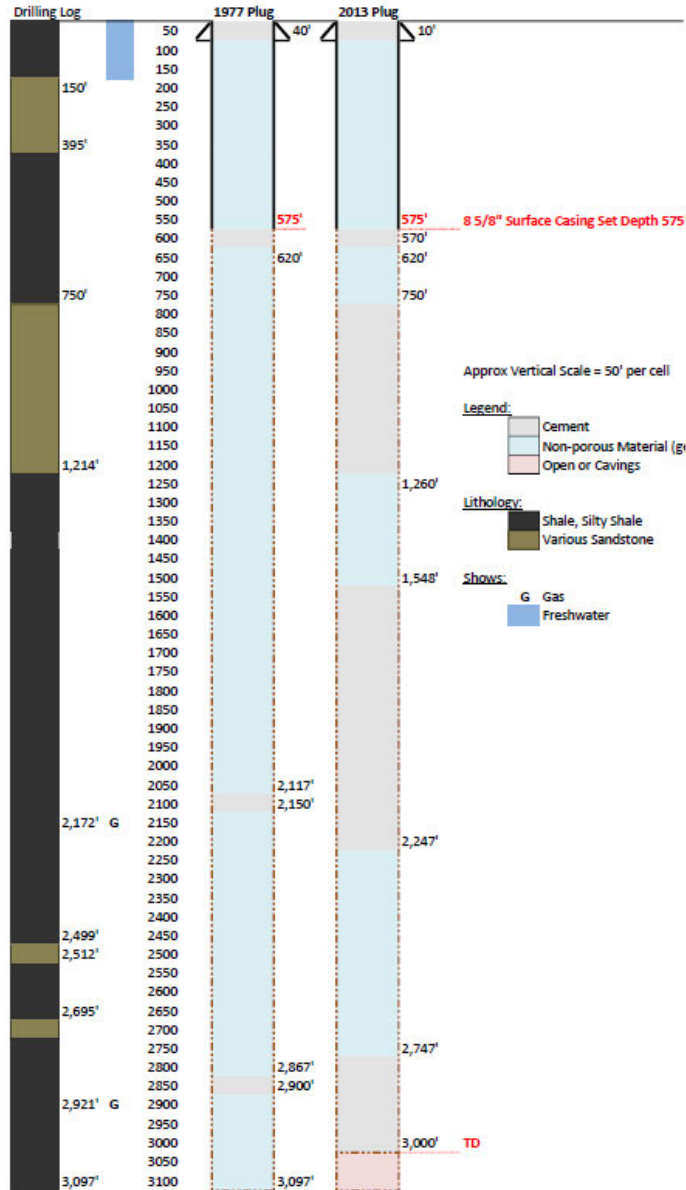 Drilling Log 1977 Plug 2013 Plug
50 40' 10'
100
150
150' 200
250
300
395' 350
400
450
500
550 575' 575' 8 5/8" Surface Casing Set Depth 575
600 570'
650 620' 620'
700
750' 750 750'
800
850
900
950 Approx Vertical Scale = 50' per cell
1000
1050 Legend:
1100 Cement
1150 Non-porous Material (ge
1214' 1200 Open or Cavings
1250 1,260'
1300 Lithology:
1350 Shale, Silty Shale
1400 Various Sandstone
1450
1500 1,548' Shows:
1550 G Gas
1600 Freshwater
1650
1700
1750
1800
1850
1900
1950
2000
2050 2,117'
2100 2,150'
2,172' G 2150
2200 2,247'
2250
2300
2350
2400
2,499' 2450
2,512' 2500
2550
2600
2,695' 2650
2700
2750 2,747'
2800 2,867'
2850 2,900'
2,921' G 2900
2950
3000 3,000' TD
3050
3,097' 3100 3,097'